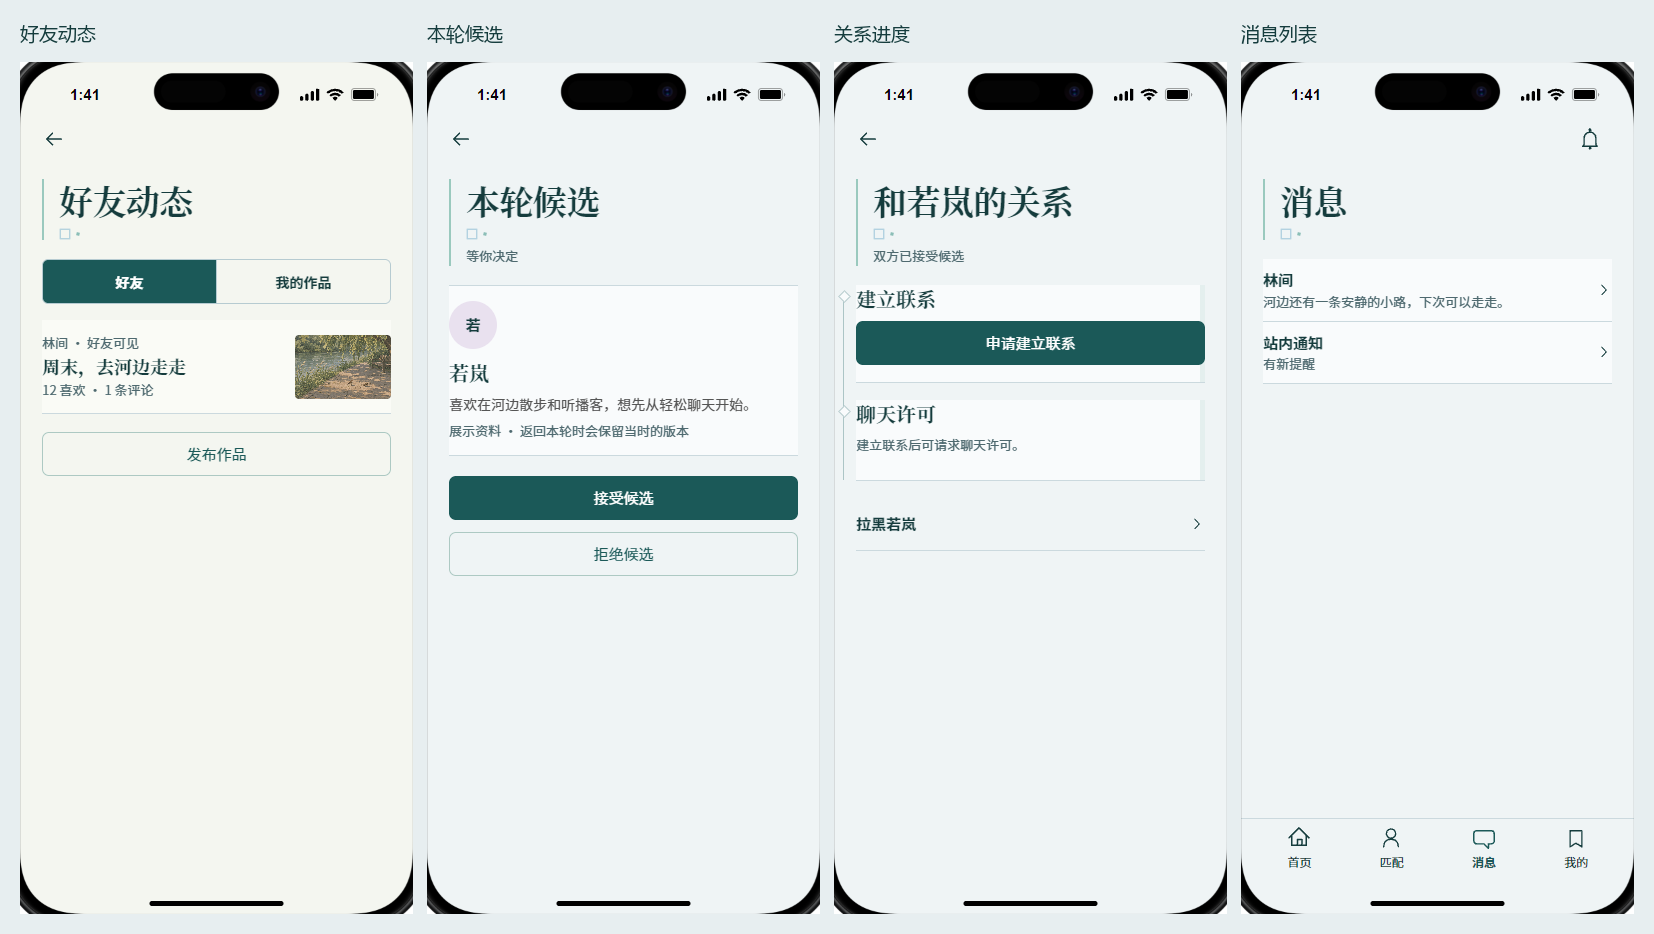 好友动态
1:41
好友动态
好友
我的作品
林间 · 好友可见
周末，去河边走走
12 喜欢 · 1 条评论
发布作品
本轮候选
1:41
本轮候选
等你决定
若
若岚
喜欢在河边散步和听播客，想先从轻松聊天开始。
展示资料 · 返回本轮时会保留当时的版本
接受候选
拒绝候选
关系进度
1:41
和若岚的关系
双方已接受候选
建立联系
申请建立联系
聊天许可
建立联系后可请求聊天许可。
拉黑若岚
消息列表
1:41
消息
林间
河边还有一条安静的小路，下次可以走走。
站内通知
有新提醒
首页
匹配
消息
我的